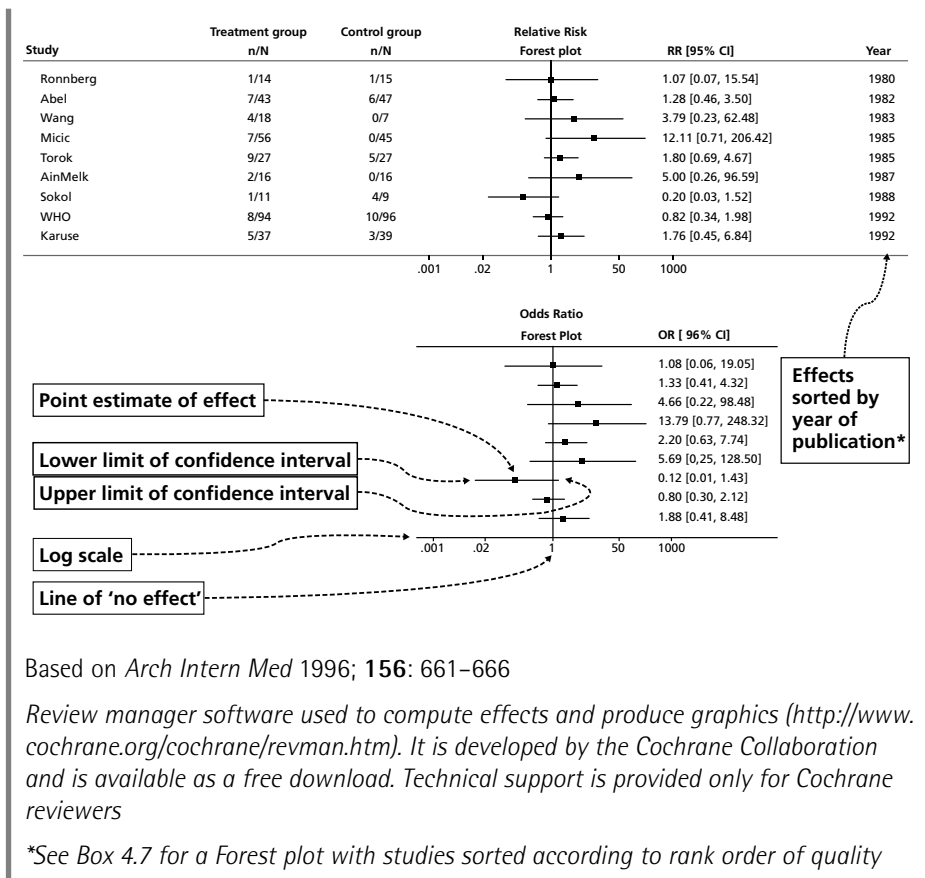 Treatment group Control group Relative Risk
Study n/N n/N Forest plot RR [95% CI] Year
Ronnberg 1/14 1/15 1.07 [0.07, 15.54] 1980
Abel 7/43 6/47 1.28 [0.46, 3.50] 1982
Wang 4/18 0/7 3.79 [0.23, 62.48] 1983
Micic 7/56 0/45 12.11 [0.71, 206.42] 1985
Torok 9/27 5/27 1.80 [0.69, 4.67] 1985
AinMelk 2/16 0/16 5.00 [0.26, 96.59] 1987
Sokol 1/11 4/9 0.20 [0.03, 1.52] 1988
WHO 8/94 10/96 0.82 [0.34, 1.98] 1992
Karuse 5/37 3/39 1.76 [0.45, 6.84] 1992
.001 .02 1 50 1000
Odds Ratio
Forest Plot OR [ 96% CI]
1.08 [0.06, 19.05]
1.33 [0.41, 4.32]
4.66 [0.22, 98.48]
13.79 [0.77, 248.32]
2.20 [0.63, 7.74]
5.69 [0,25, 128.50]
0.12 [0.01, 1.43]
0.80 [0.30, 2.12]
1.88 [0.41, 8.48]
.001 .02 1 50 1000
Effects
sorted by
year of
publication*
Point estimate of effect
Lower limit of confidence interval
Upper limit of confidence interval
Log scale
Line of ‘no effect’
Based on Arch Intern Med 1996; 156: 661–666
Review manager software used to compute effects and produce graphics (http://www.
cochrane.org/cochrane/revman.htm). It is developed by the Cochrane Collaboration
and is available as a free download. Technical support is provided only for Cochrane
reviewers
*See Box 4.7 for a Forest plot with studies sorted according to rank order of quality